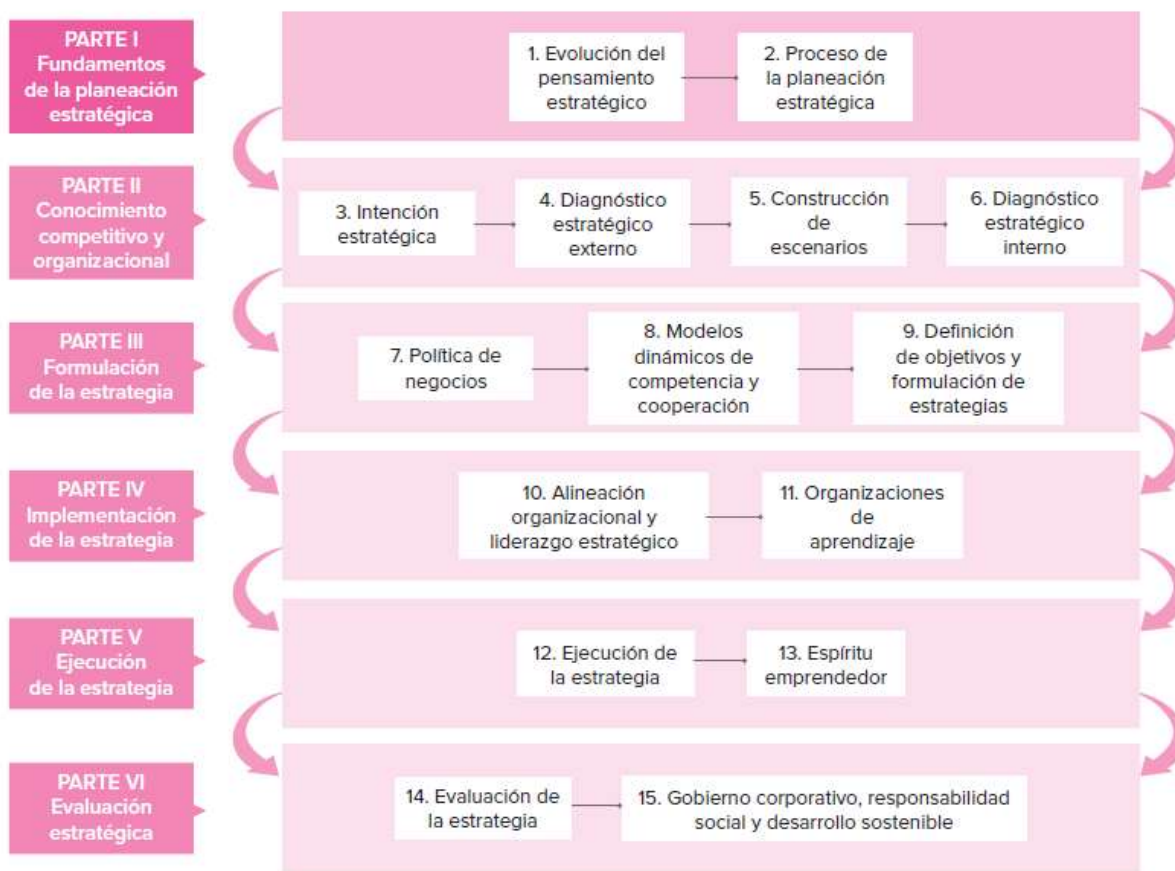 PARTE I
Fundamentos
de la planeación
estratégica
1. Evolución del
pensamiento
estratégico
2. Proceso de
la planeación
estratégica
PARTE II
Conocimiento
competitivo y
organizacional
3. Intención
estratégica
4. Diagnóstico
estratégico
externo
5. Construcción
de
escenarios
6. Diagnóstico
estratégico
interno
PARTE III
Formulación
de la estrategia
7. Política de
negocios
8. Modelos
dinámicos de
competencia y
cooperación
9. Definición
de objetivos y
formulación de
estrategias
PARTE IV
Implementación
de la estrategia
10. Alineación
organizacional y
liderazgo estratégico
11. Organizaciones
de
aprendizaje
PARTE V
Ejecución
de la estrategia
12. Ejecución de
la estrategia
13. Espíritu
emprendedor
PARTE VI
Evaluación
estratégica
14. Evaluación de
la estrategia
15. Gobierno corporativo, responsabilidad
social y desarrollo sostenible